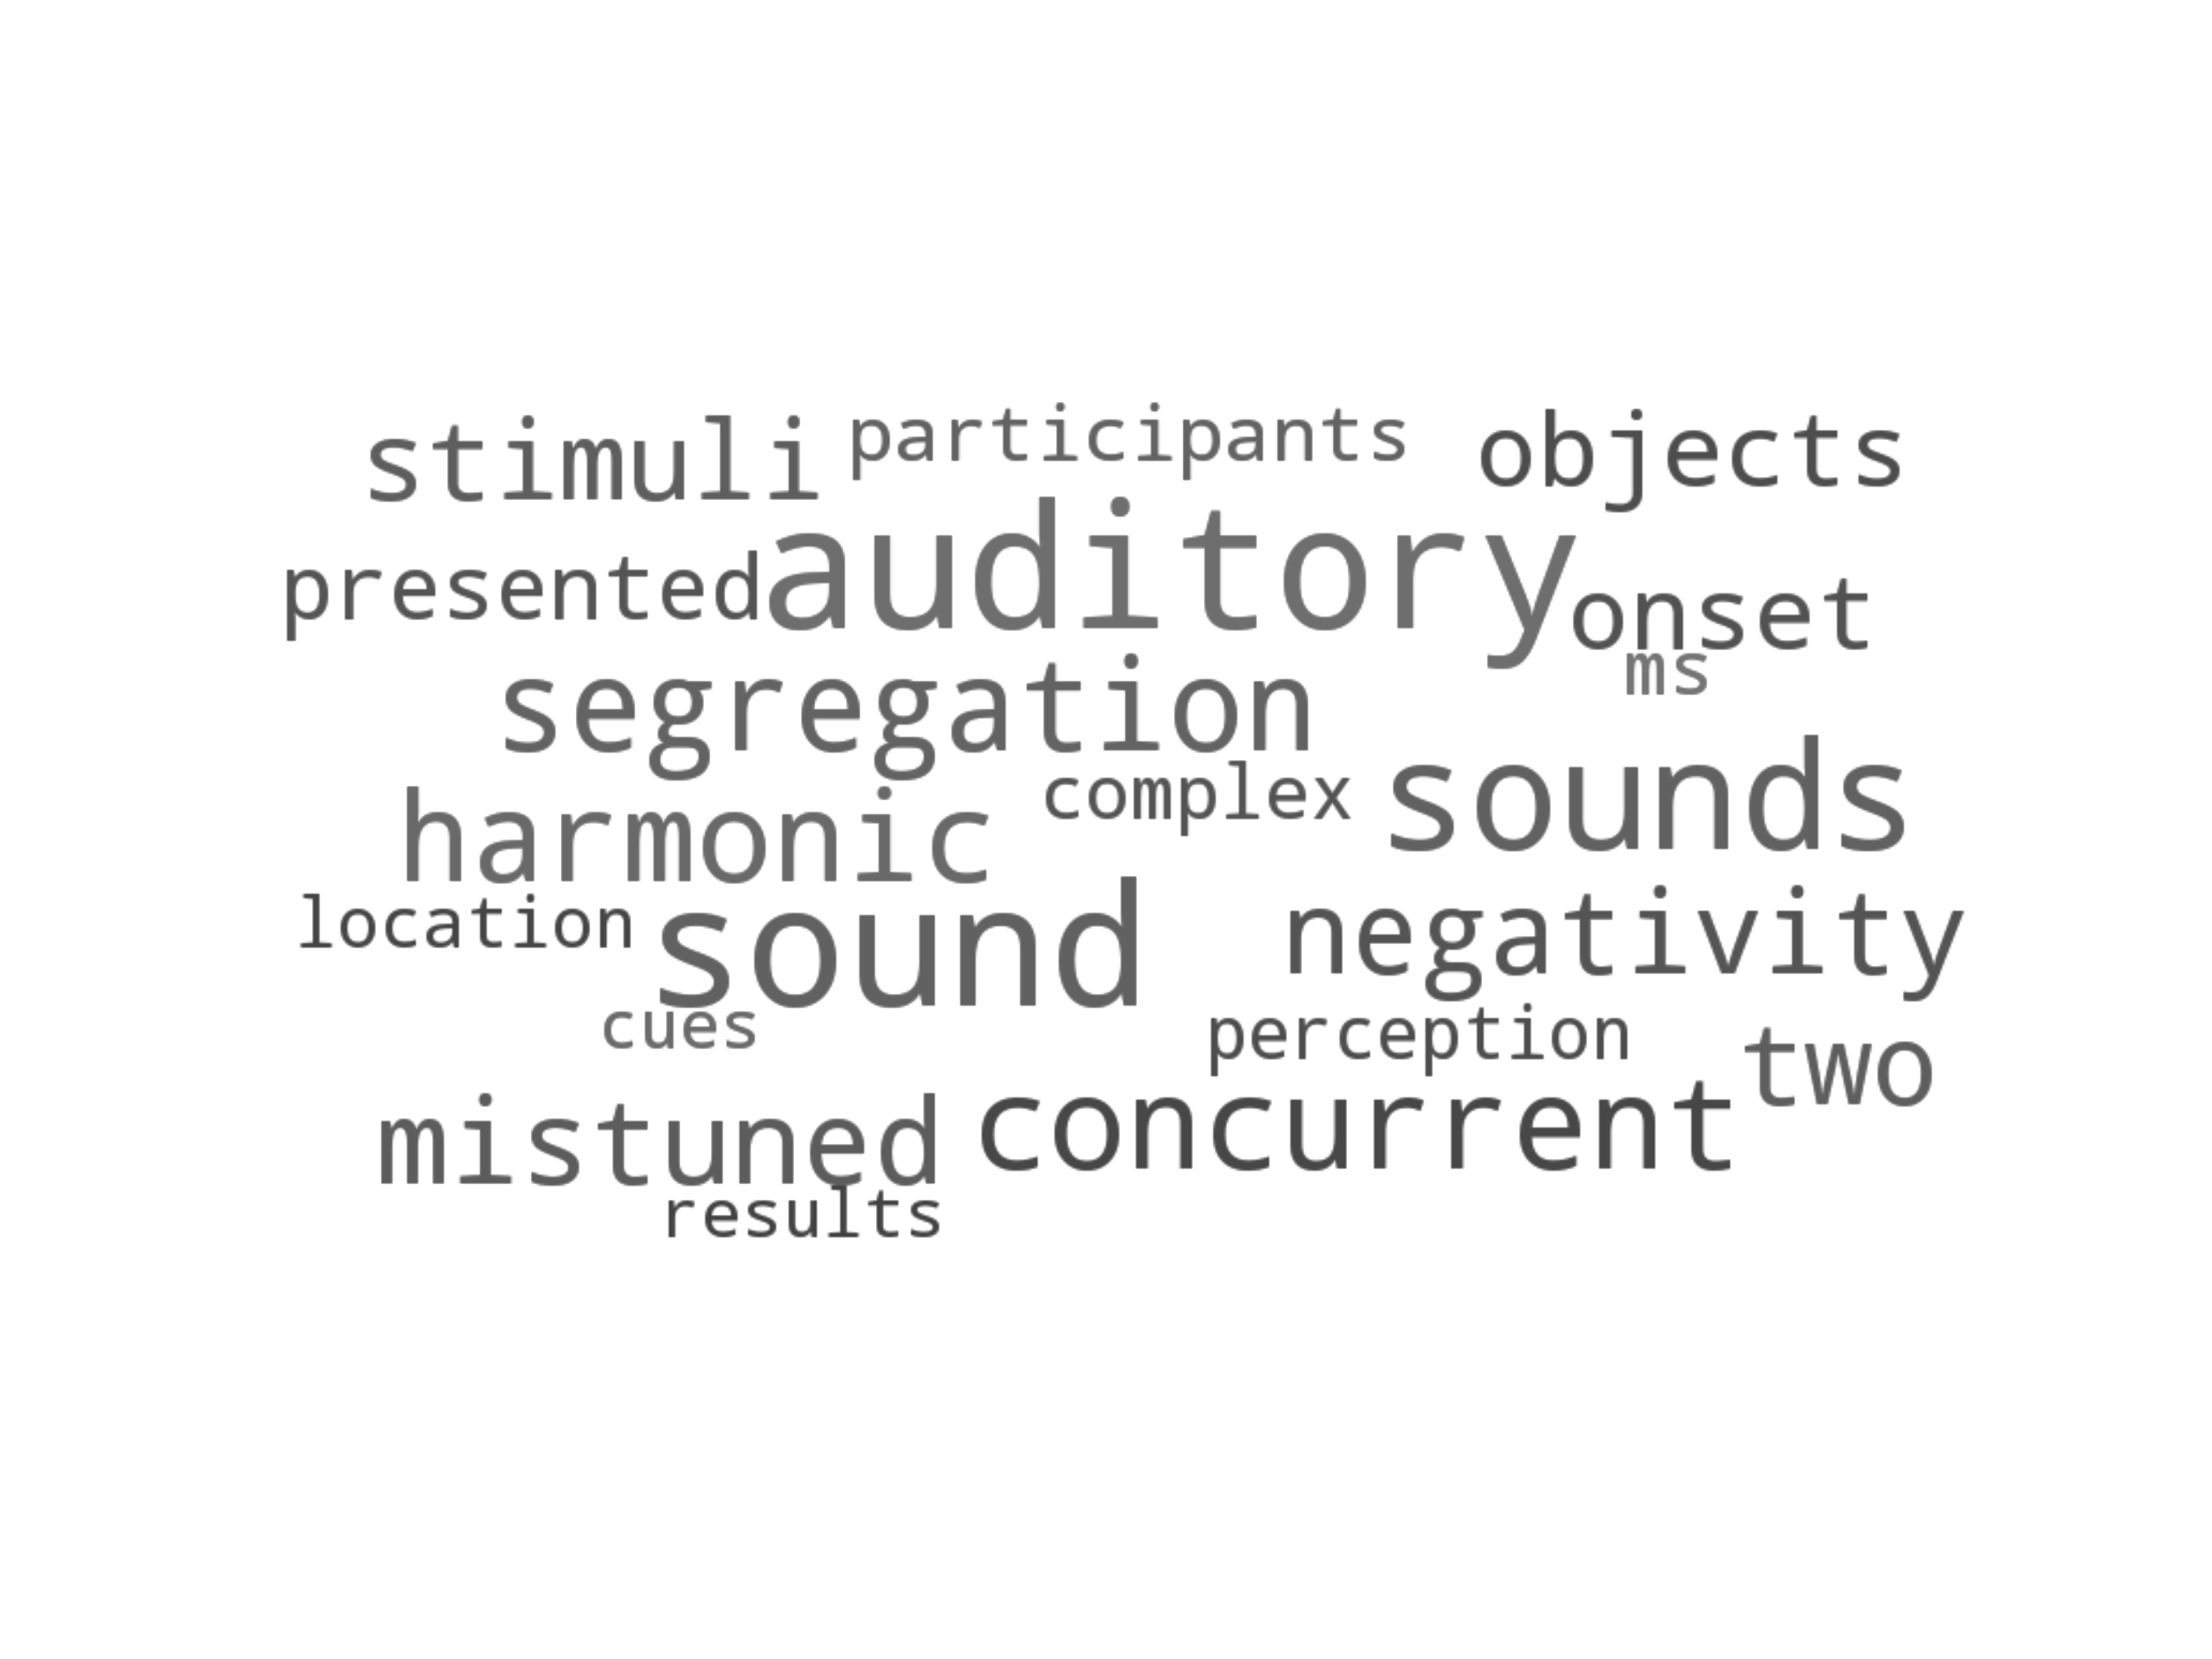 stimuli participants objects
presented auditory onset
ms
segregation
complex sounds
harmonic
location sound negativity
cues perception two
mistuned concurrent
results